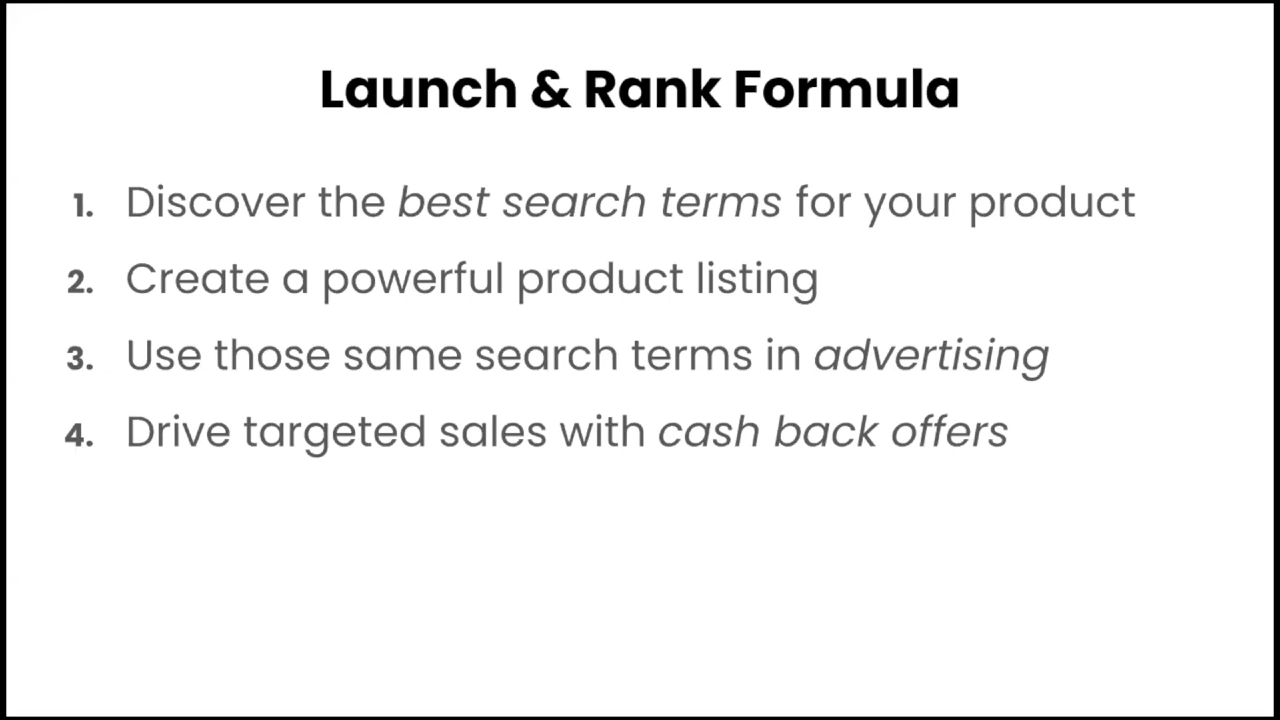 Launch & Rank Formula
1. Discover the best search terms for your product
2. Create a powerful product listing
3. Use those same search terms in advertising
4. Drive targeted sales with cash back offers